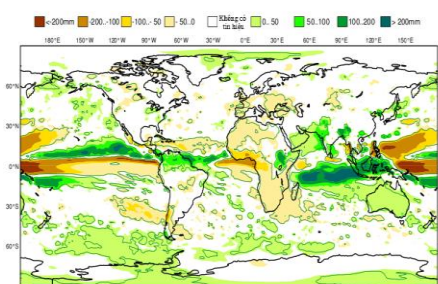 <-200mm -200..-100 -100..- 50 - 50..0 Không có tín hiệu 0.. 50 50..100 100..200 > 200mm
180°E 150°W 120°W 90°W 60°W 30°W 0°E 30°E 60°E 90°E 120°E 150°E
60°N
30°N
0°N
30°S
60°S